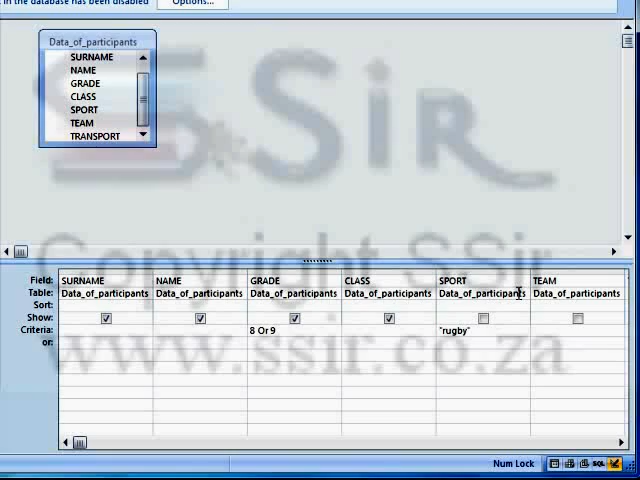 in the database has been disabled Options...
Data_of_participants
SURNAME
NAME
GRADE
CLASS
SPORT
TEAM
TRANSPORT
SSir
Copyright SSir
Field: SURNAME NAME GRADE CLASS SPORT TEAM
Table: Data_of_participants Data_of_participants Data_of_participants Data_of_participants Data_of_participants Data_of_participants
Sort:
Show:
Criteria: 8 Or 9 "rugby"
or:
www.ssir.co.za
Num Lock SQL